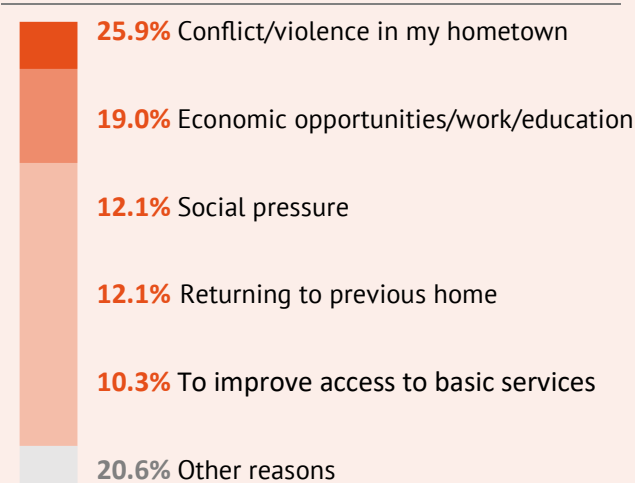 25.9% Conflict/violence in my hometown
19.0% Economic opportunities/work/education
12.1% Social pressure
12.1% Returning to previous home
10.3% To improve access to basic services
20.6% Other reasons